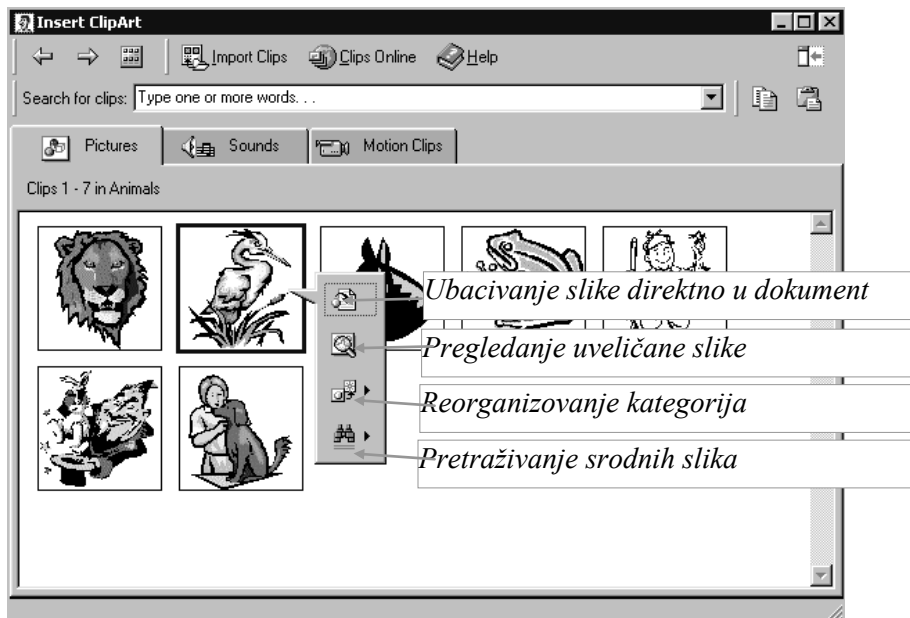 Insert ClipArt
Import Clips Clips Online Help
Search for clips: Type one or more words. . .
Pictures Sounds Motion Clips
Clips 1 - 7 in Animals
Ubacivanje slike direktno u dokument
Pregledanje uveličane slike
Reorganizovanje kategorija
Pretraživanje srodnih slika